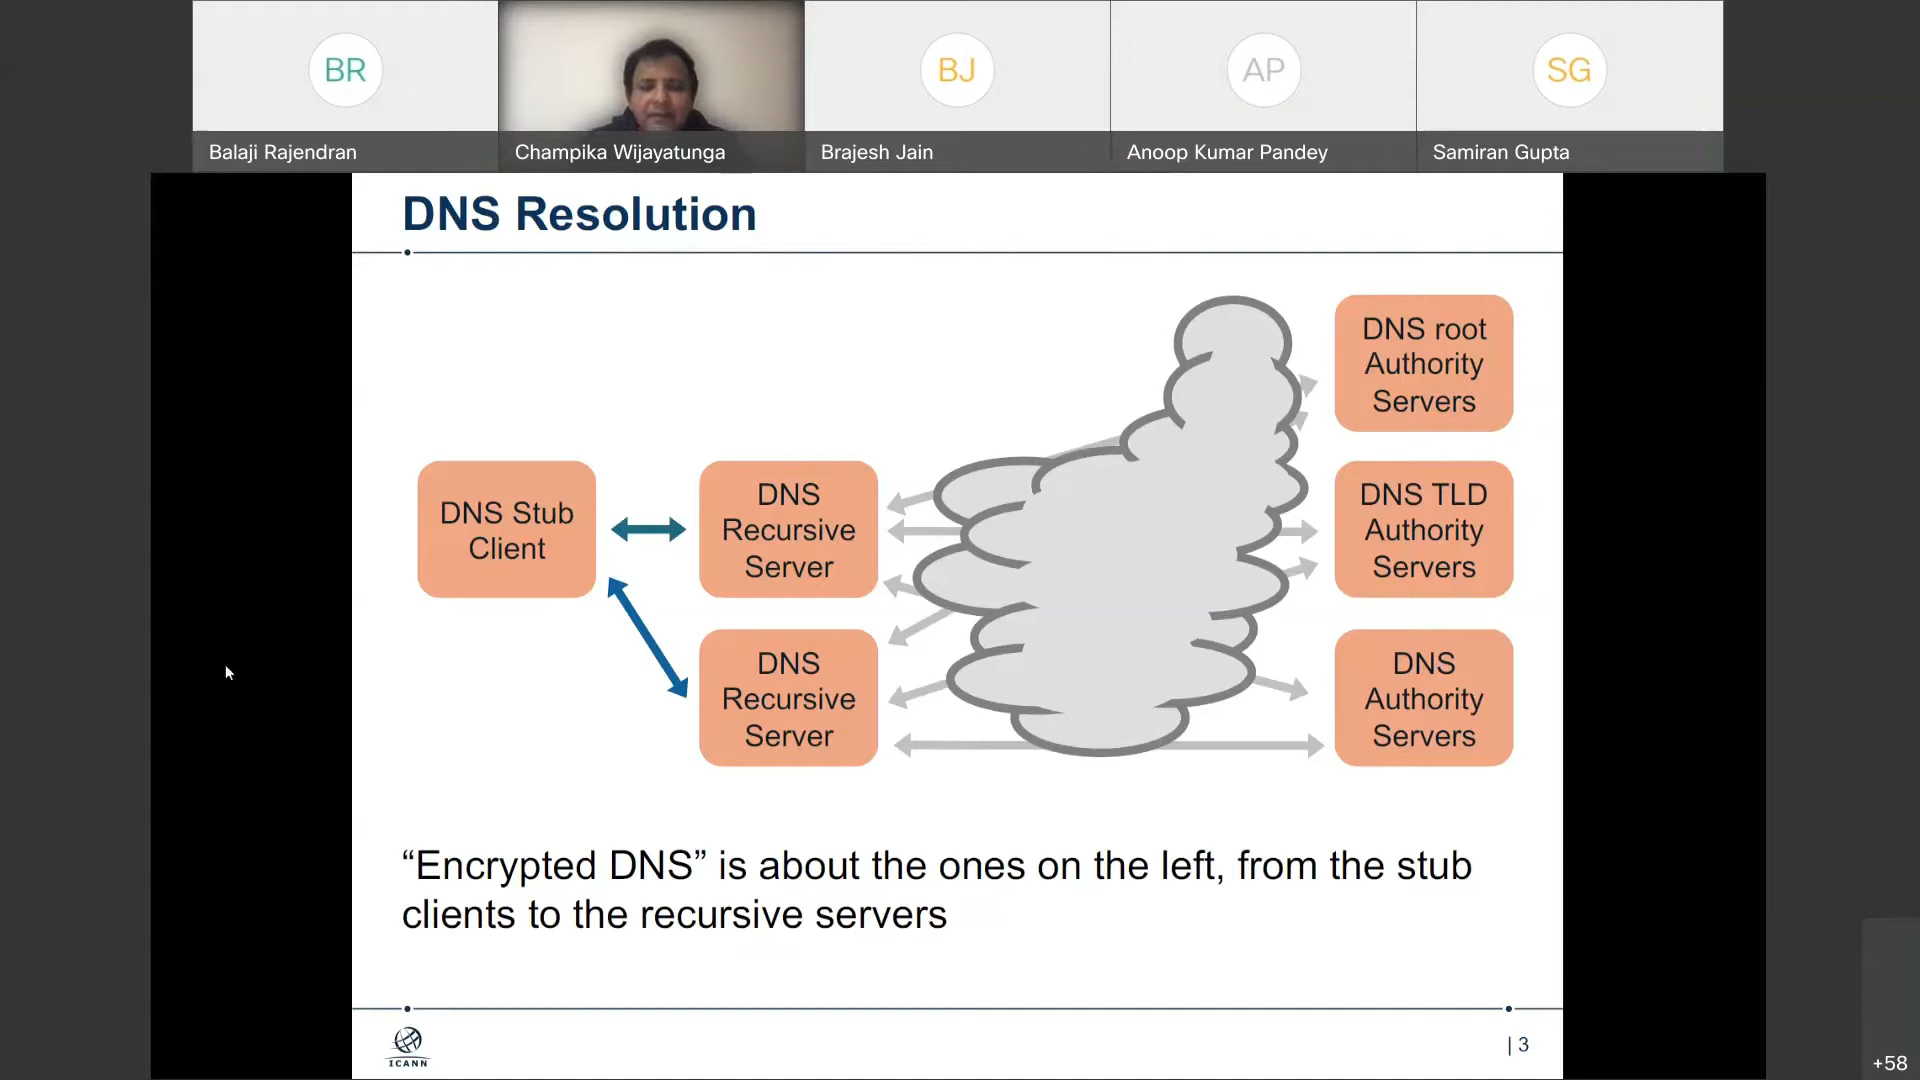 BR
BJ
AP
SG
Balaji Rajendran
Champika Wijayatunga
Brajesh Jain
Anoop Kumar Pandey
Samiran Gupta
DNS Resolution
DNS root
Authority
Servers
DNS Stub
Client
DNS
Recursive
Server
DNS TLD
Authority
Servers
DNS
Recursive
Server
DNS
Authority
Servers
“Encrypted DNS” is about the ones on the left, from the stub
clients to the recursive servers
ICANN
| 3
+58